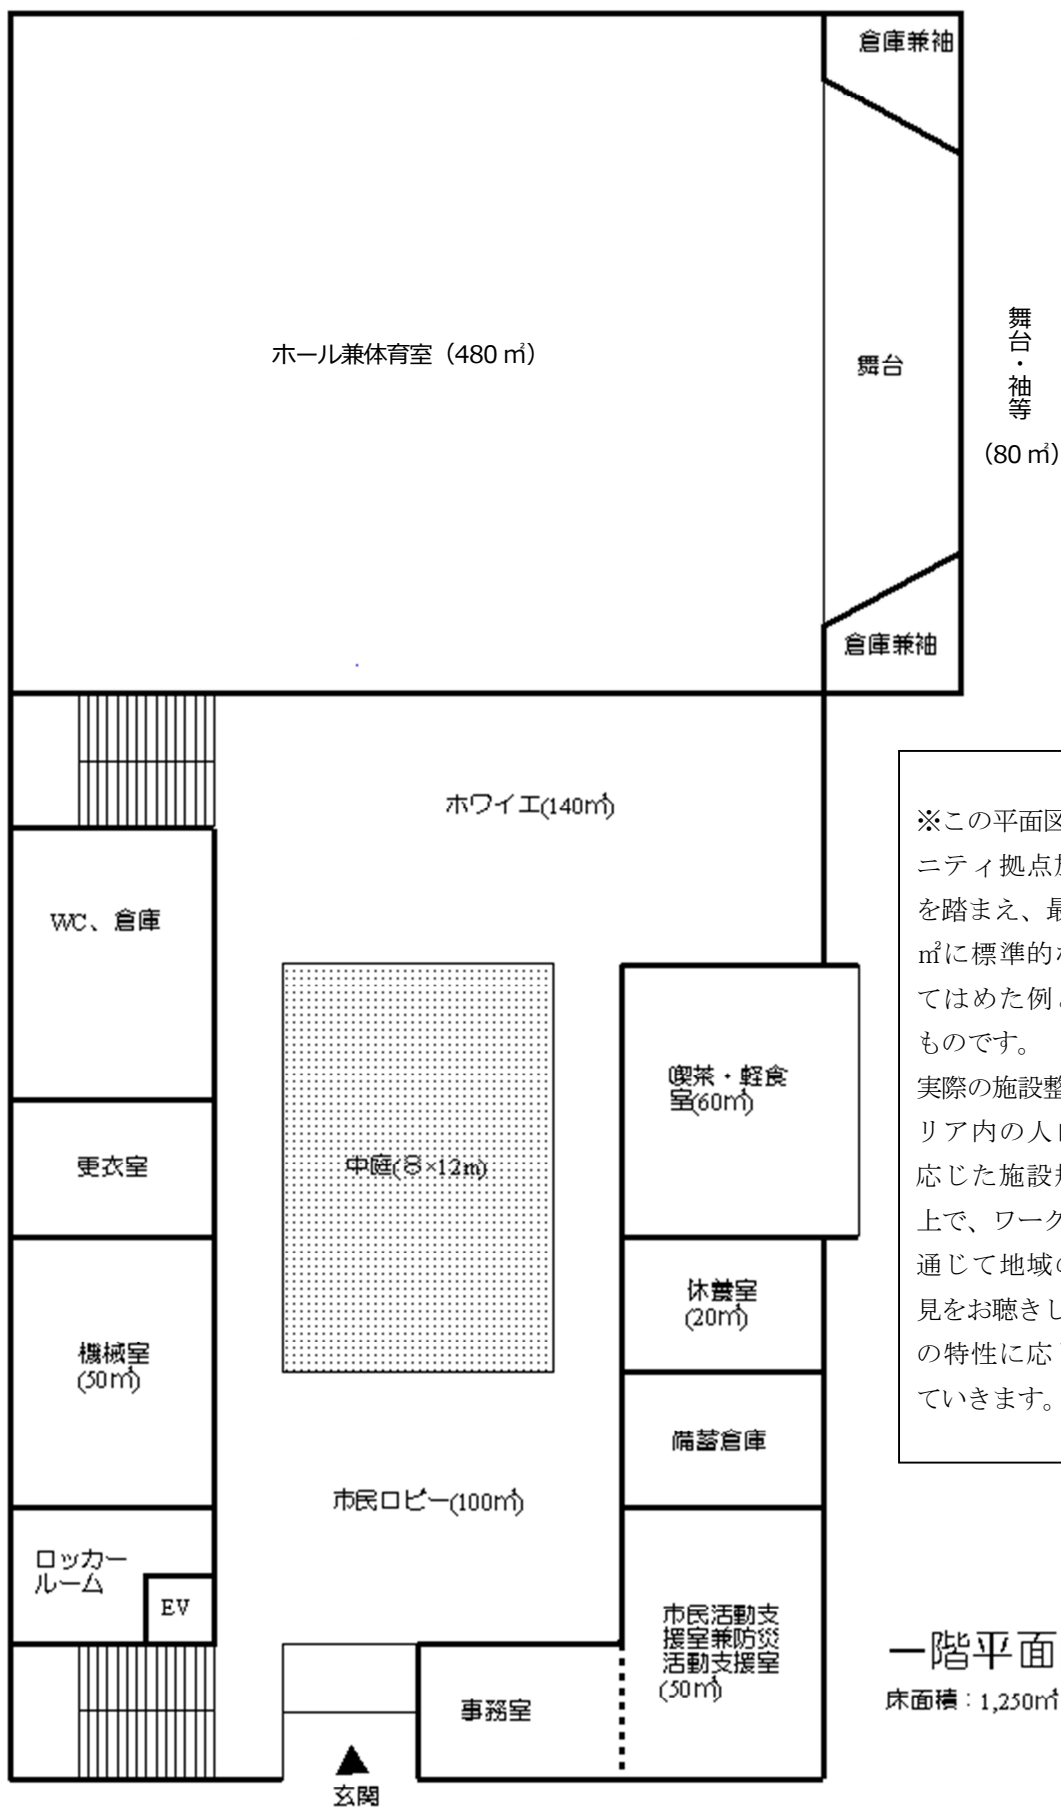 倉庫兼袖
ホール兼体育室（480 ㎡）
舞台
舞台・袖等
（80 ㎡）
倉庫兼袖
ホワイエ(140㎡)
WC、倉庫
更衣室
機械室
(50㎡)
ロッカー
ルーム
EV
中庭(８×12m)
市民ロビー(100㎡)
喫茶・軽食
室(60㎡)
休養室
(20㎡)
備蓄倉庫
市民活動支
援室兼防災
活動支援室
(50㎡)
事務室
玄関
※この平面図
ニティ拠点
を踏まえ、最
㎡に標準的
てはめた例
ものです。
実際の施設整
リア内の人
応じた施設
上で、ワーク
通じて地域
見をお聴きし
の特性に応
ていきます。
一階平面
床面積：1,250㎡